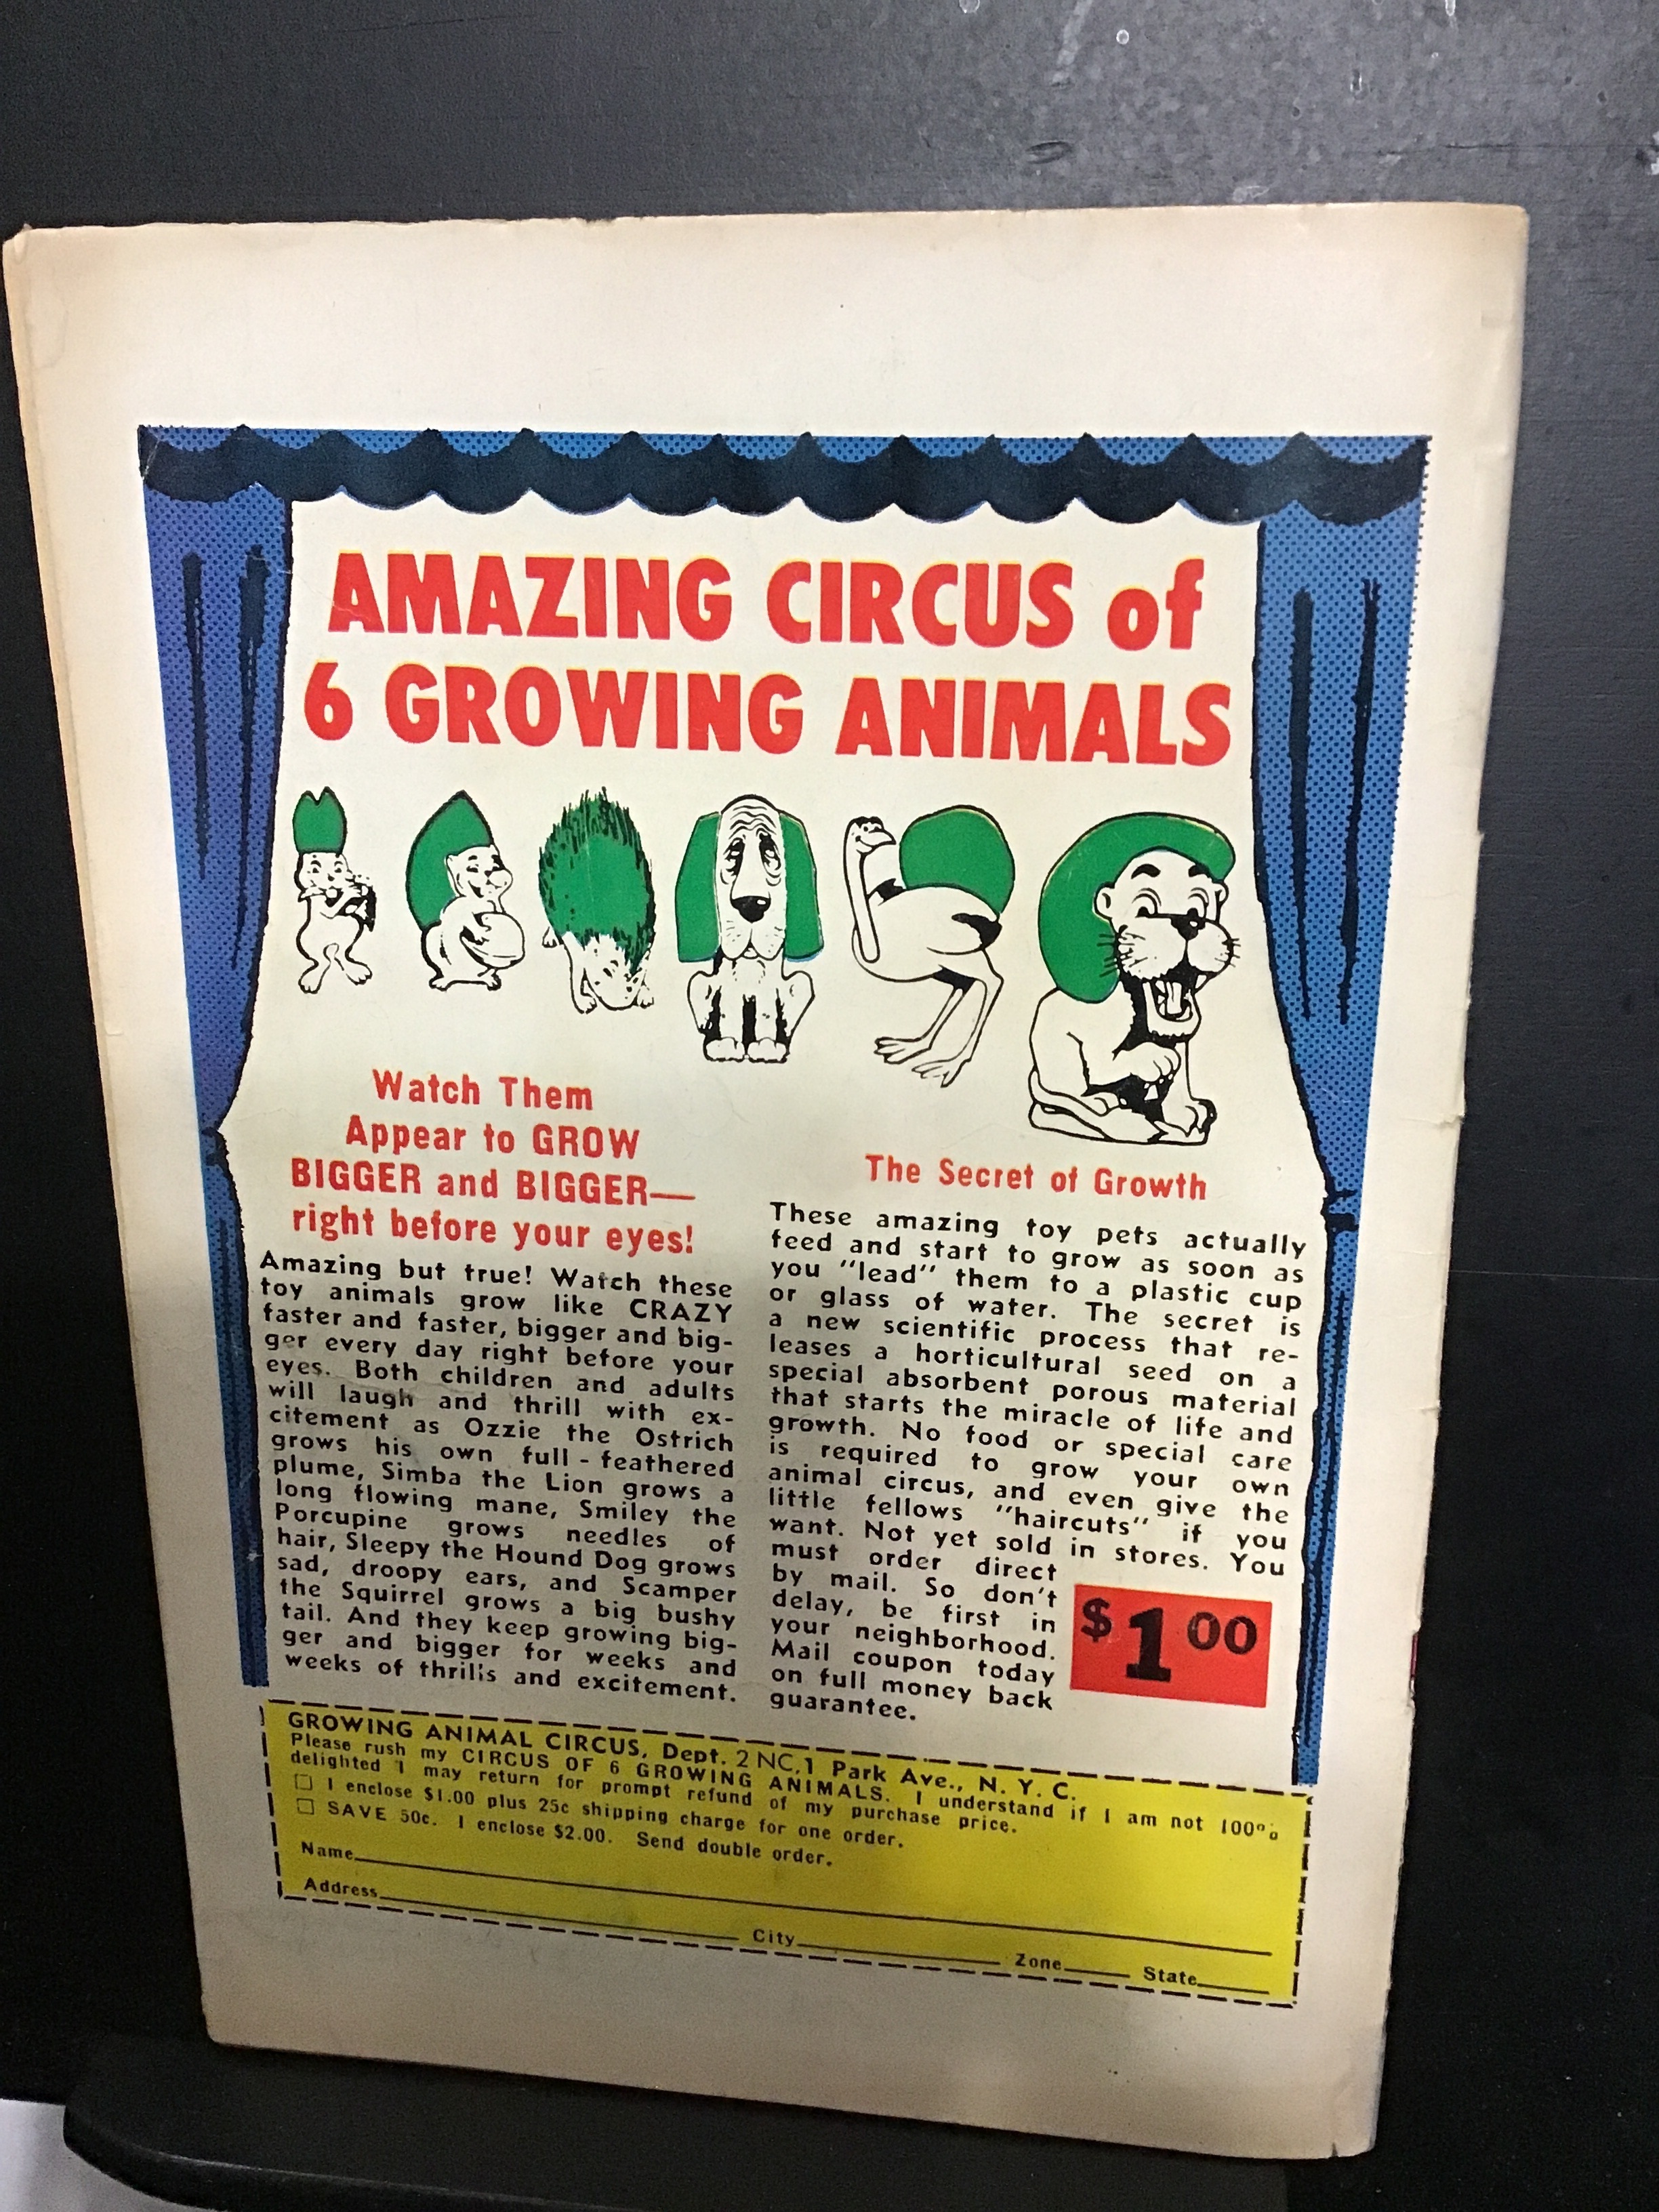 AMAZING CIRCUS of
6 GROWING ANIMALS
Watch Them
Appear to GROW
BIGGER and BIGGER—
right before your eyes!
Amazing but true! Watch these
toy animals grow like CRAZY
faster and faster, bigger and big-
ger every day right before your
eyes. Both children and adults
will laugh and thrill with ex-
citement as Ozzie the Ostrich
grows his own full - feathered
plume, Simba the Lion grows a
long flowing mane, Smiley the
Porcupine grows needles of
hair, Sleepy the Hound Dog grows
sad, droopy ears, and Scamper
the Squirrel grows a big bushy
tail. And they keep growing big-
ger and bigger for weeks and
weeks of thrills and excitement.
The Secret of Growth
These amazing toy pets actually
feed and start to grow as soon as
you "lead" them to a plastic cup
or glass of water. The secret is
a new scientific process that re-
leases a horticultural seed on a
special absorbent porous material
that starts the miracle of life and
growth. No food or special care
is required to grow your own
animal circus, and even give the
little fellows "haircuts" if you
want. Not yet sold in stores. You
must order direct
by mail. So don't
delay, be first in
your neighborhood.
Mail coupon today
on full money back
guarantee.
$1 00
GROWING ANIMAL CIRCUS, Dept. 2 NC,1 Park Ave., N. Y. C.
Please rush my CIRCUS OF 6 GROWING ANIMALS. I understand if I am not 100%
delighted I may return for prompt refund of my purchase price.
☐ I enclose $1.00 plus 25c shipping charge for one order.
☐ SAVE 50c. I enclose $2.00. Send double order.
Name
Address City Zone State